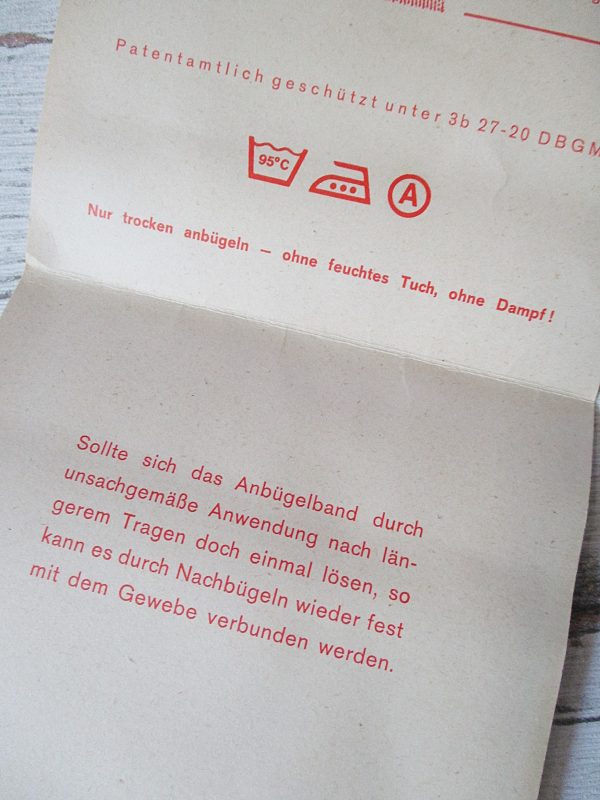 Patentamtlich geschützt unter 3b 27-20 DBGM
95°C
A
Nur trocken anbügeln – ohne feuchtes Tuch, ohne Dampf!
Sollte sich das Anbügelband durch
unsachgemäße Anwendung nach län-
gerem Tragen doch einmal lösen, so
kann es durch Nachbügeln wieder fest
mit dem Gewebe verbunden werden.